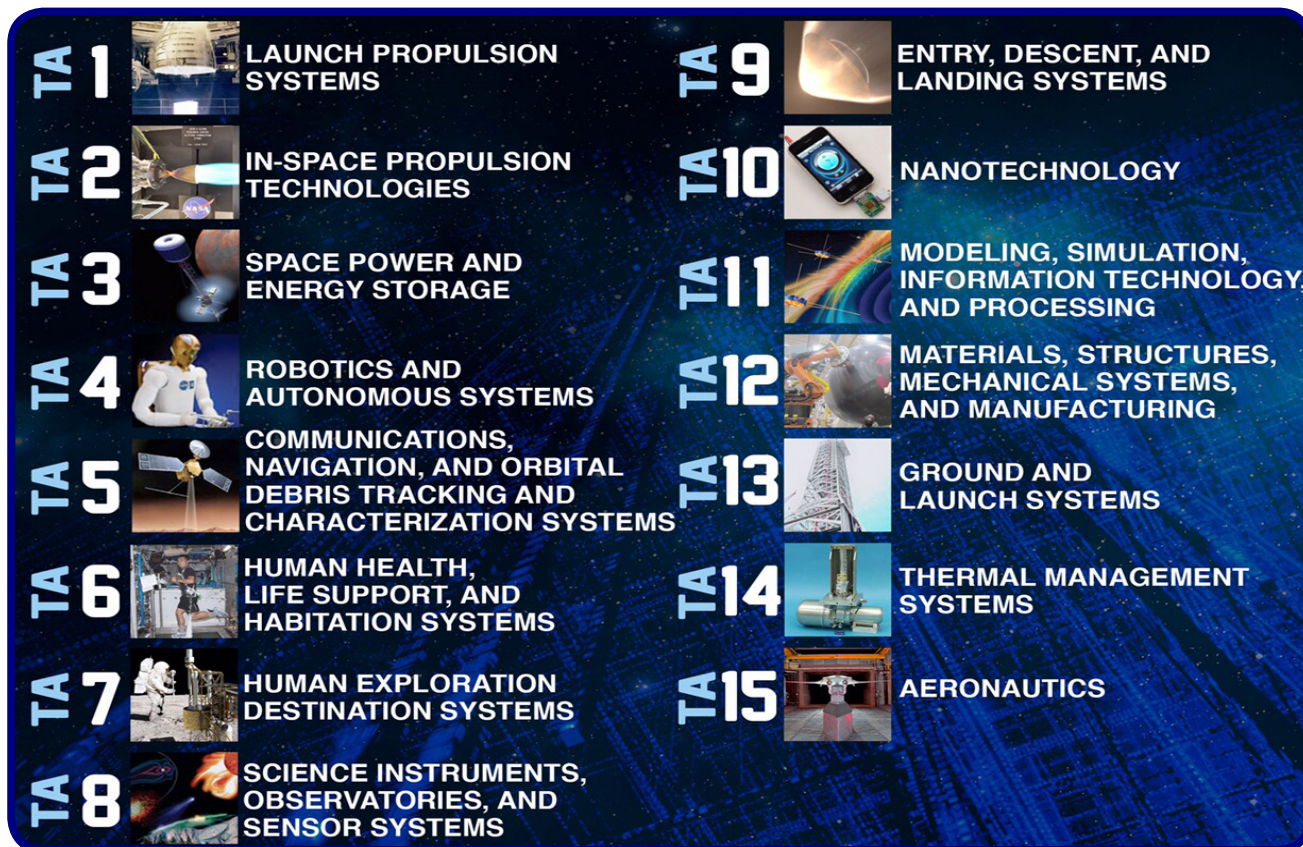 TA 1
LAUNCH PROPULSION
SYSTEMS
TA 2
IN-SPACE PROPULSION
TECHNOLOGIES
NASA
TA 3
SPACE POWER AND
ENERGY STORAGE
TA 4
ROBOTICS AND
AUTONOMOUS SYSTEMS
TA 5
COMMUNICATIONS,
NAVIGATION, AND ORBITAL
DEBRIS TRACKING AND
CHARACTERIZATION SYSTEMS
TA 6
HUMAN HEALTH,
LIFE SUPPORT, AND
HABITATION SYSTEMS
TA 7
HUMAN EXPLORATION
DESTINATION SYSTEMS
TA 8
SCIENCE INSTRUMENTS,
OBSERVATORIES, AND
SENSOR SYSTEMS
TA 9
ENTRY, DESCENT, AND
LANDING SYSTEMS
TA 10
NANOTECHNOLOGY
TA 11
MODELING, SIMULATION,
INFORMATION TECHNOLOGY,
AND PROCESSING
TA 12
MATERIALS, STRUCTURES,
MECHANICAL SYSTEMS,
AND MANUFACTURING
TA 13
GROUND AND
LAUNCH SYSTEMS
TA 14
THERMAL MANAGEMENT
SYSTEMS
TA 15
AERONAUTICS